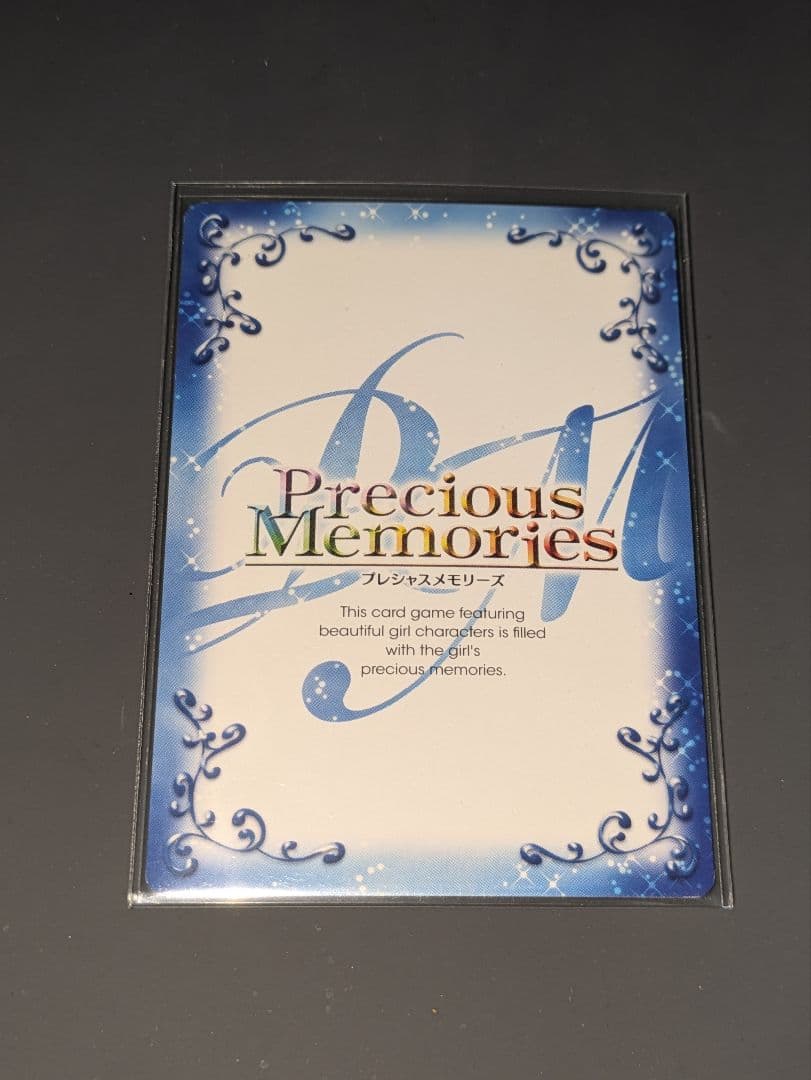 PM
Precious
Memories
プレシャスメモリーズ
This card game featuring
beautiful girl characters is filled
with the girl's
precious memories.